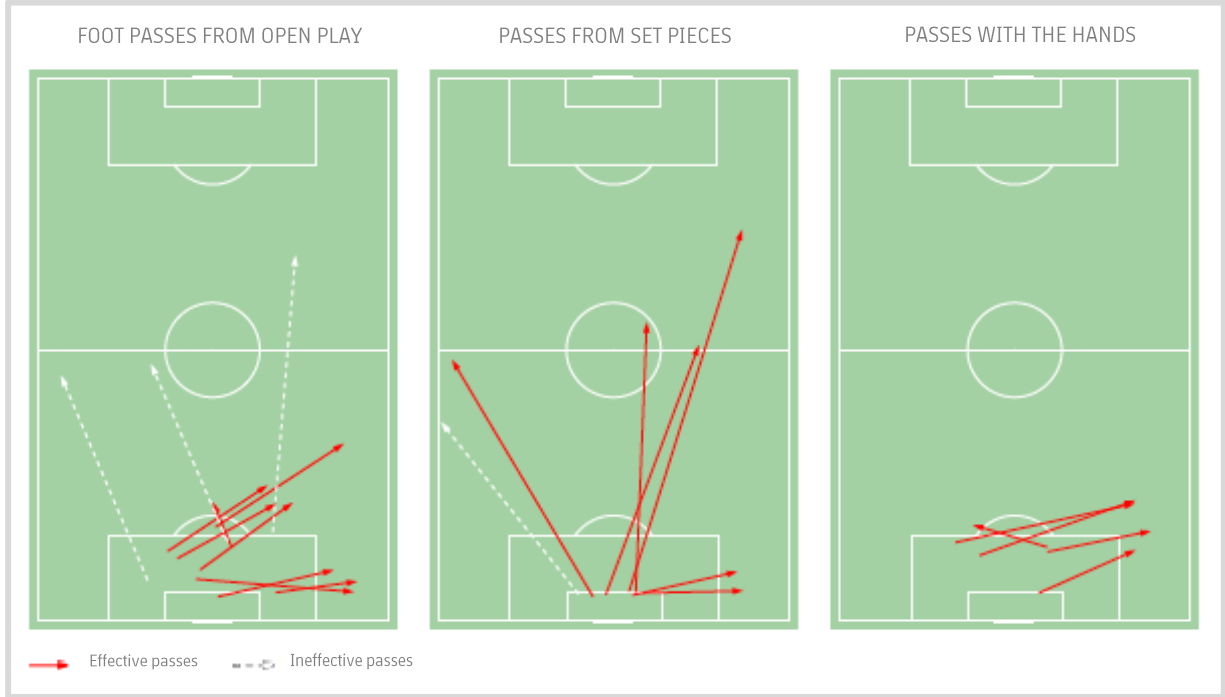 FOOT PASSES FROM OPEN PLAY
PASSES FROM SET PIECES
PASSES WITH THE HANDS
Effective passes
Ineffective passes